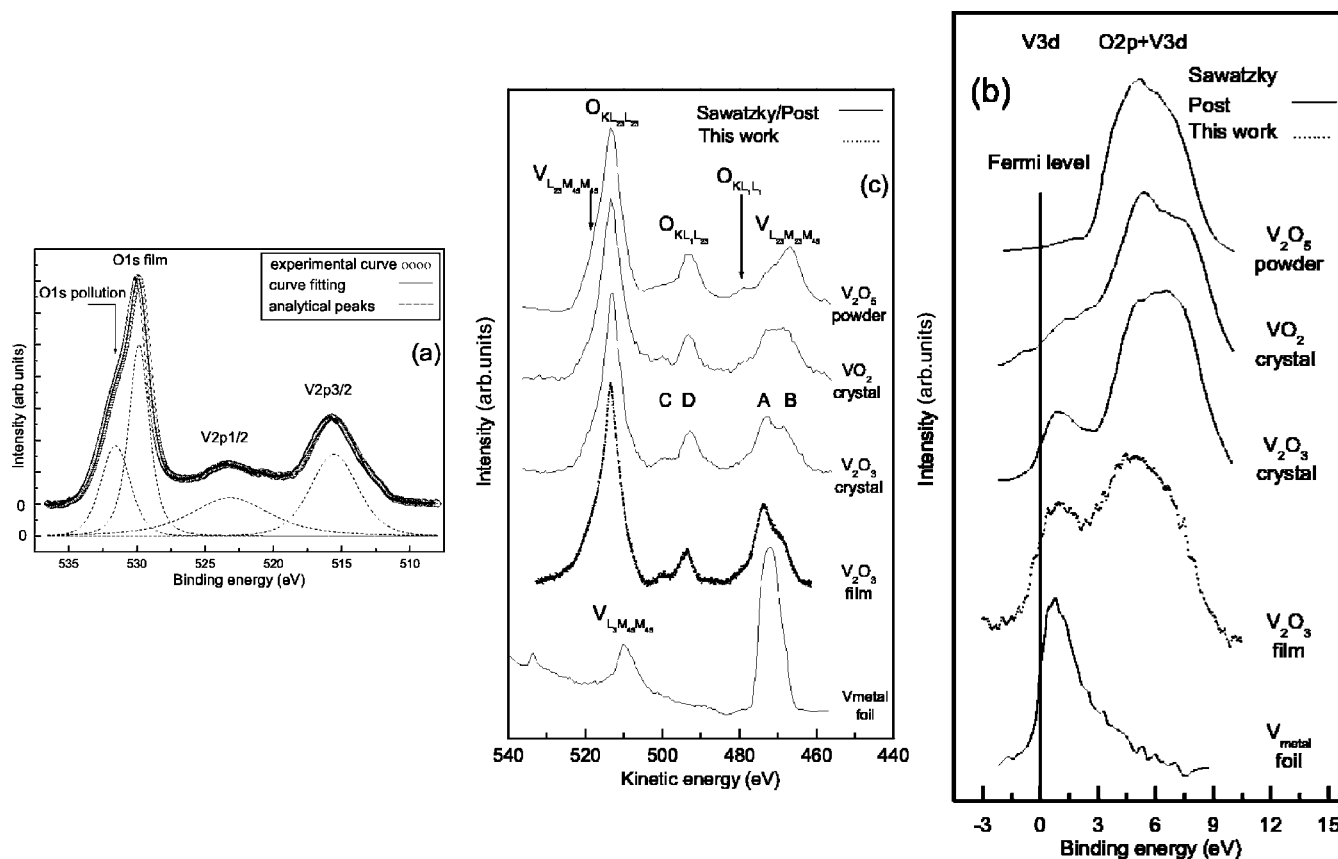 O1s film
O1s pollution
experimental curve oooo
curve fitting
analytical peaks
(a)
V2p1/2
V2p3/2
Intensity (arb units)
0
0
535 530 525 520 515 510
Binding energy (eV)
O KL₂₃L₂₃
Sawatzky/Post
This work
V L₂₃M₄₅M₄₅
O KL₁L₁
(c)
O KL₁L₂₃
V L₂₃M₂₃M₄₅
V₂O₅
powder
VO₂
crystal
C D A B
V₂O₃
crystal
V₂O₃
film
V L₃M₄₅M₄₅
Vmetal
foil
Intensity (arb.units)
540 520 500 480 460 440
Kinetic energy (eV)
V3d O2p+V3d
(b)
Sawatzky
Post
This work
Fermi level
V₂O₅
powder
VO₂
crystal
V₂O₃
crystal
V₂O₃
film
V metal
foil
Intensity (arb.units)
-3 0 3 6 9 12 15
Binding energy (eV)